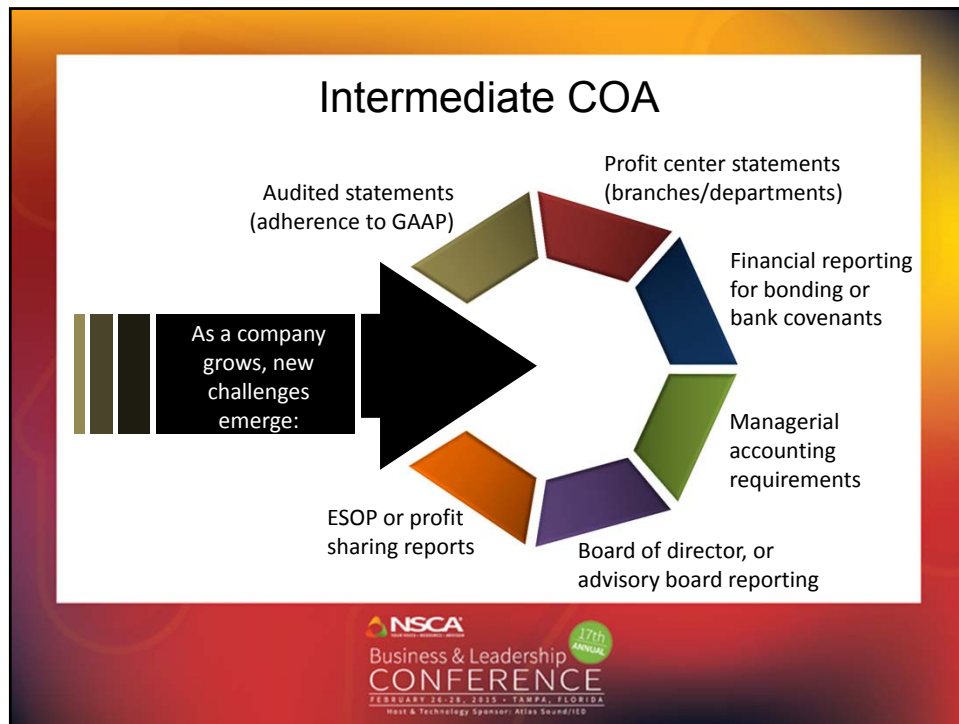 Intermediate COA
Audited statements
(adherence to GAAP)
Profit center statements
(branches/departments)
Financial reporting
for bonding or
bank covenants
As a company
grows, new
challenges
emerge:
Managerial
accounting
requirements
ESOP or profit
sharing reports
Board of director, or
advisory board reporting
NSCA
17th
ANNUAL
Business & Leadership
CONFERENCE
FEBRUARY 26-28, 2015 • TAMPA, FLORIDA
Host & Technology Sponsor: Atlas Sound/IED